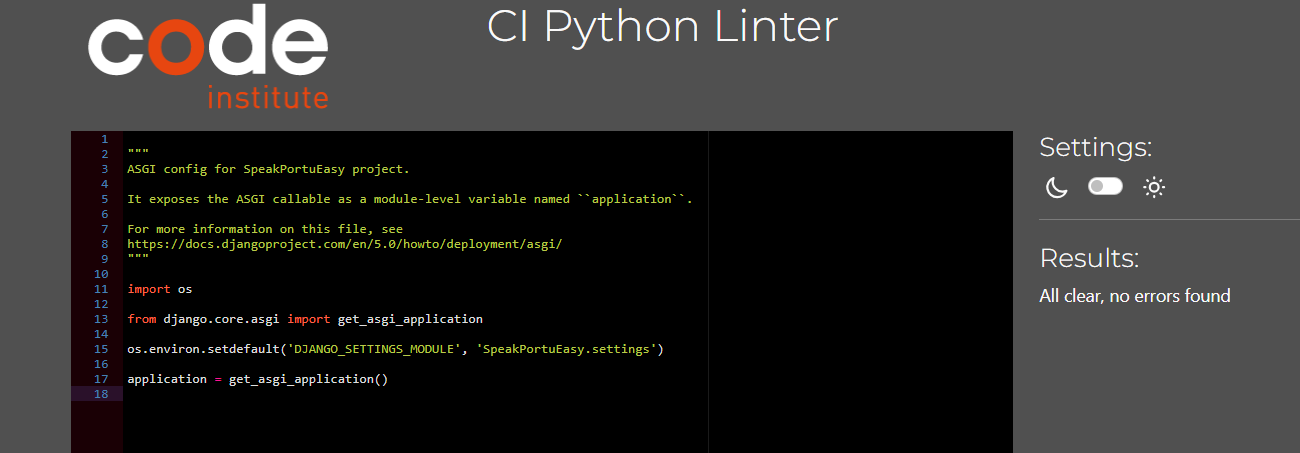 code
institute
CI Python Linter
1
2 """
3 ASGI config for SpeakPortuEasy project.
4
5 It exposes the ASGI callable as a module-level variable named ``application``.
6
7 For more information on this file, see
8 https://docs.djangoproject.com/en/5.0/howto/deployment/asgi/
9 """
10
11 import os
12
13 from django.core.asgi import get_asgi_application
14
15 os.environ.setdefault('DJANGO_SETTINGS_MODULE', 'SpeakPortuEasy.settings')
16
17 application = get_asgi_application()
18
Settings:
Results:
All clear, no errors found